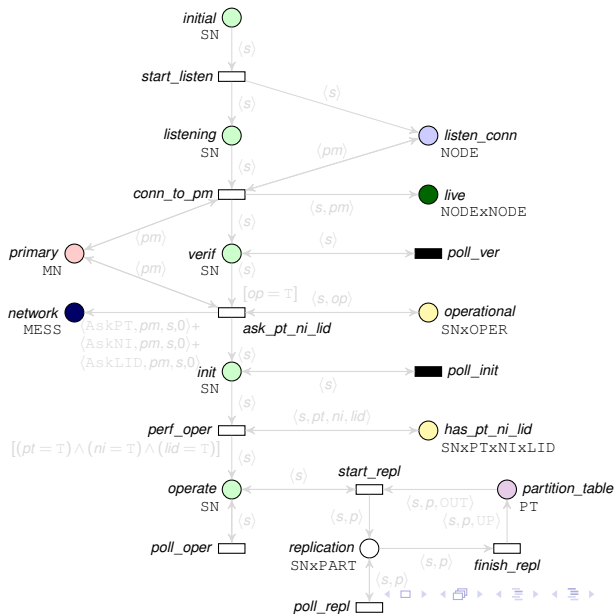 initial
SN
⟨s⟩
start_listen
⟨s⟩
⟨s⟩
listening
SN
listen_conn
NODE
⟨s⟩
⟨pm⟩
conn_to_pm
live
NODExNODE
⟨s,pm⟩
⟨s⟩
⟨pm⟩
primary
MN
⟨pm⟩
verif
SN
⟨s⟩
poll_ver
⟨s⟩
[op = T]
⟨s,op⟩
network
MESS
operational
SNxOPER
⟨AskPT,pm,s,0⟩+
⟨AskNI,pm,s,0⟩+
⟨AskLID,pm,s,0⟩
ask_pt_ni_lid
⟨s⟩
init
SN
⟨s⟩
poll_init
⟨s⟩
⟨s,pt,ni,lid⟩
perf_oper
has_pt_ni_lid
SNxPTxNIxLID
[(pt = T)∧(ni = T)∧(lid = T)]
⟨s⟩
operate
SN
⟨s⟩
start_repl
⟨s,p,OUT⟩
partition_table
PT
⟨s⟩
⟨s,p⟩
⟨s,p,UP⟩
poll_oper
replication
SNxPART
⟨s,p⟩
finish_repl
⟨s,p⟩
poll_repl